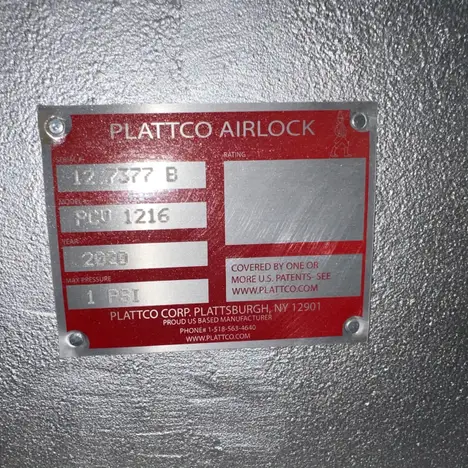 PLATTCO AIRLOCK
RATING
B
MODEL
1216
YEAR
2020
MAX PRESSURE
1 PSI
COVERED BY ONE OR
MORE U.S. PATENTS- SEE
WWW.PLATTCO.COM
PLATTCO CORP. PLATTSBURGH, NY 12901
PROUD US BASED MANUFACTURER
PHONE# 1-518-563-4640
WWW.PLATTCO.COM